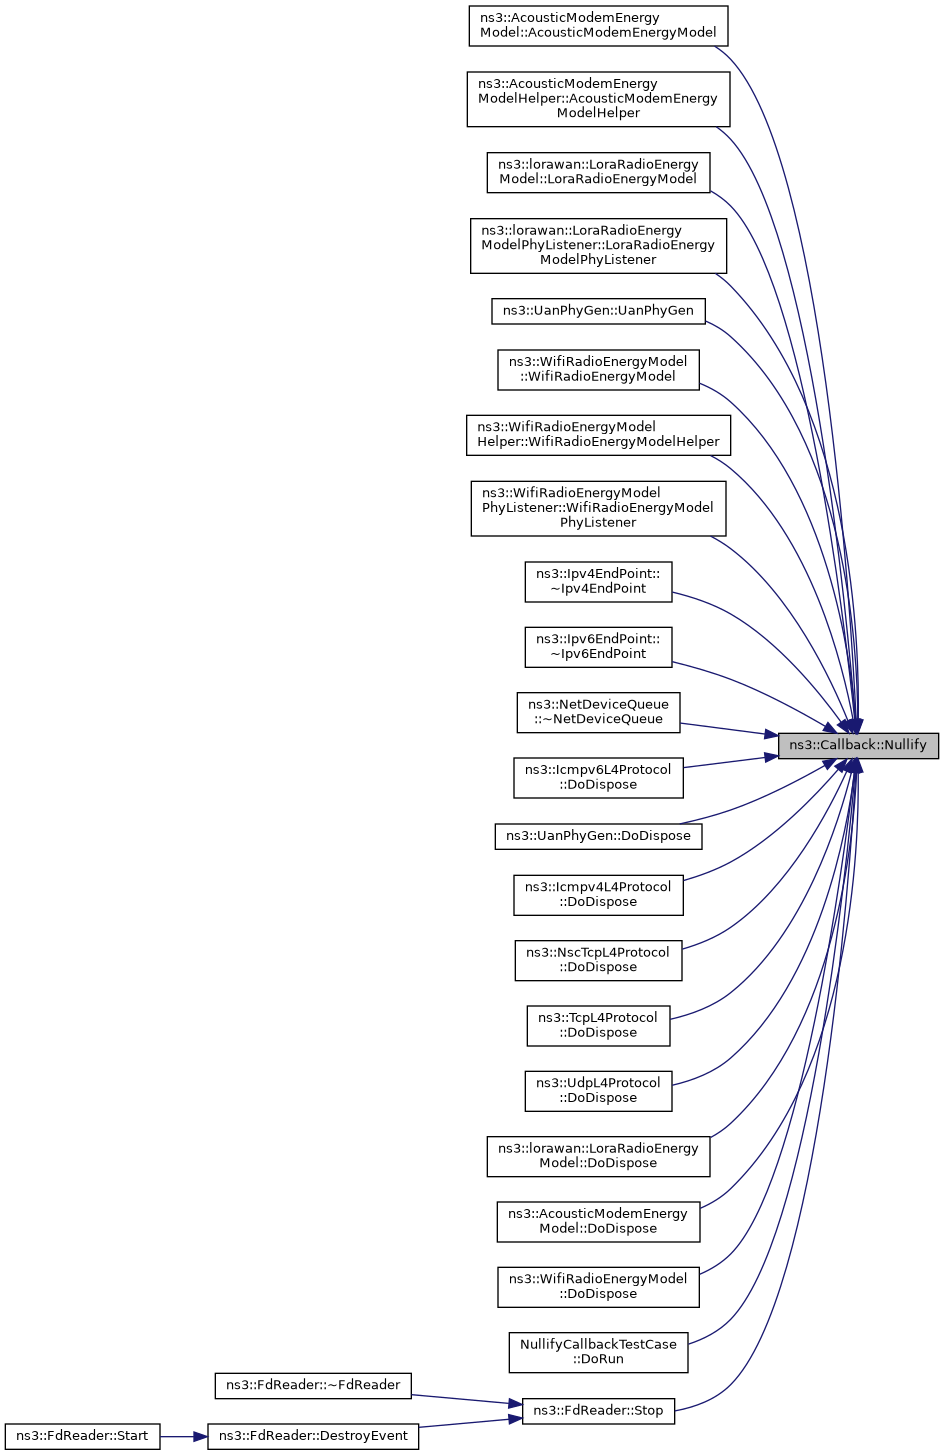 ns3::AcousticModemEnergy
Model::AcousticModemEnergyModel
ns3::AcousticModemEnergy
ModelHelper::AcousticModemEnergy
ModelHelper
ns3::lorawan::LoraRadioEnergy
Model::LoraRadioEnergyModel
ns3::lorawan::LoraRadioEnergy
ModelPhyListener::LoraRadioEnergy
ModelPhyListener
ns3::UanPhyGen::UanPhyGen
ns3::WifiRadioEnergyModel
::WifiRadioEnergyModel
ns3::WifiRadioEnergyModel
Helper::WifiRadioEnergyModelHelper
ns3::WifiRadioEnergyModel
PhyListener::WifiRadioEnergyModel
PhyListener
ns3::Ipv4EndPoint::
~Ipv4EndPoint
ns3::Ipv6EndPoint::
~Ipv6EndPoint
ns3::NetDeviceQueue
::~NetDeviceQueue
ns3::Callback::Nullify
ns3::Icmpv6L4Protocol
::DoDispose
ns3::UanPhyGen::DoDispose
ns3::Icmpv4L4Protocol
::DoDispose
ns3::NscTcpL4Protocol
::DoDispose
ns3::TcpL4Protocol
::DoDispose
ns3::UdpL4Protocol
::DoDispose
ns3::lorawan::LoraRadioEnergy
Model::DoDispose
ns3::AcousticModemEnergy
Model::DoDispose
ns3::WifiRadioEnergyModel
::DoDispose
NullifyCallbackTestCase
::DoRun
ns3::FdReader::~FdReader
ns3::FdReader::Stop
ns3::FdReader::Start
ns3::FdReader::DestroyEvent